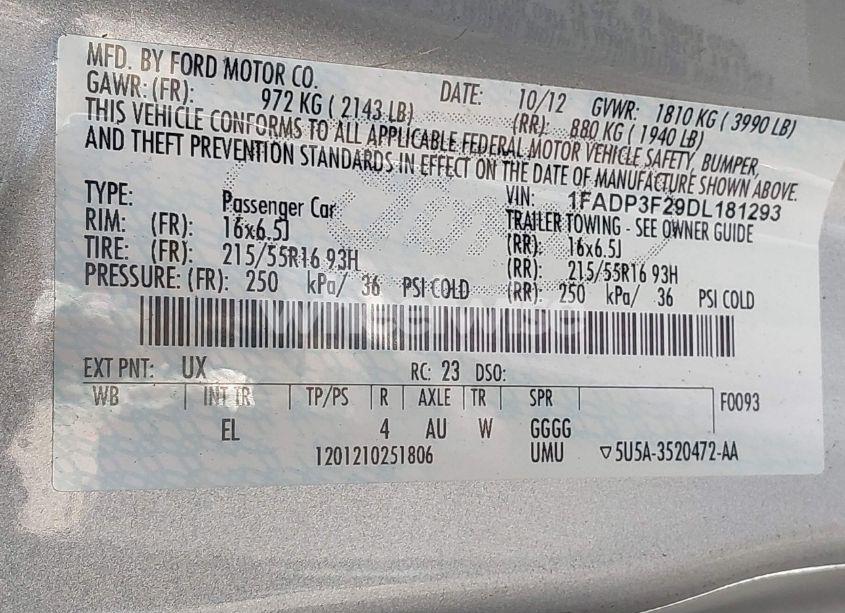 MFD. BY FORD MOTOR CO. DATE: 10/12 GVWR: 1810 KG ( 3990 LB)
GAWR: (FR): 972 KG ( 2143 LB) (RR): 880 KG ( 1940 LB)
THIS VEHICLE CONFORMS TO ALL APPLICABLE FEDERAL MOTOR VEHICLE SAFETY, BUMPER,
AND THEFT PREVENTION STANDARDS IN EFFECT ON THE DATE OF MANUFACTURE SHOWN ABOVE.
VIN: 1FADP3F29DL181293
TYPE: Passenger Car TRAILER TOWING - SEE OWNER GUIDE
RIM: (FR): 16x6.5J (RR): 16x6.5J
TIRE: (FR): 215/55R16 93H (RR): 215/55R16 93H
PRESSURE: (FR): 250 kPa/ 36 PSI COLD (RR): 250 kPa/ 36 PSI COLD
Wheelwise
EXT PNT: UX RC: 23 DSO:
WB INT TR TP/PS R AXLE TR SPR F0093
EL 4 AU W GGGG
1201210251806 UMU ▽5U5A-3520472-AA